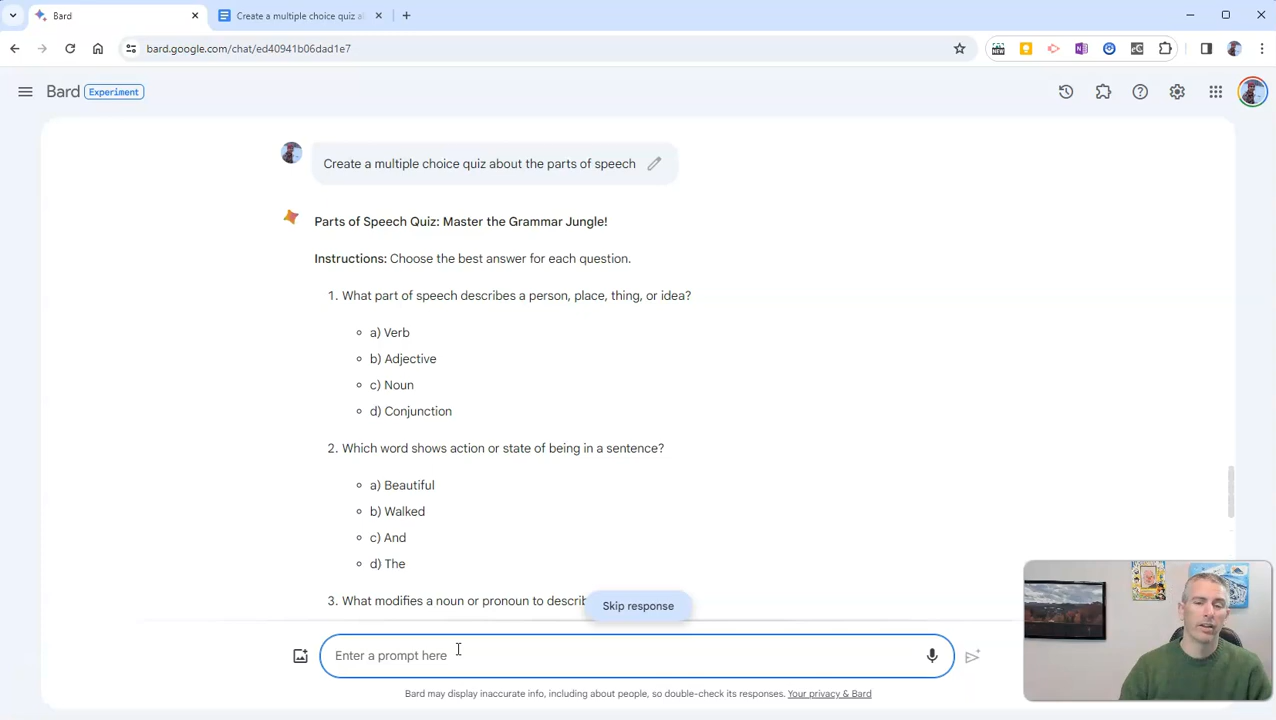 Bard
Create a multiple choice quiz a
bard.google.com/chat/ed40941b06dad1e7
NEW
Bard Experiment
Create a multiple choice quiz about the parts of speech
Parts of Speech Quiz: Master the Grammar Jungle!
Instructions: Choose the best answer for each question.
1. What part of speech describes a person, place, thing, or idea?
a) Verb
b) Adjective
c) Noun
d) Conjunction
2. Which word shows action or state of being in a sentence?
a) Beautiful
b) Walked
c) And
d) The
3. What modifies a noun or pronoun to describ
Skip response
Enter a prompt here
Bard may display inaccurate info, including about people, so double-check its responses. Your privacy & Bard